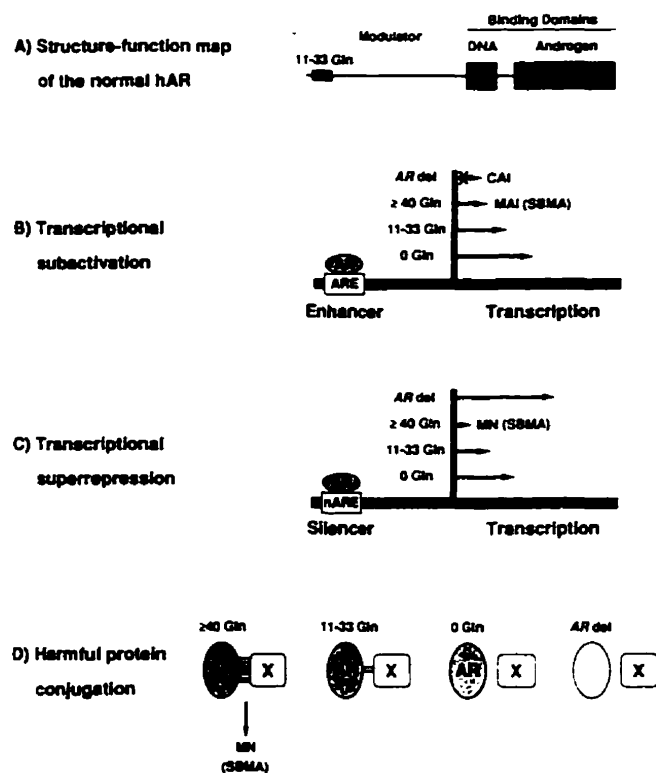 Binding Domains
A) Structure-function map
of the normal hAR
Modulator
DNA
Androgen
11-33 Gln
B) Transcriptional
subactivation
AR del
CAI
≥ 40 Gln
MAI (SBMA)
11-33 Gln
0 Gln
ARE
Enhancer
Transcription
C) Transcriptional
superrepression
AR del
≥40 Gln
MN (SBMA)
11-33 Gln
0 Gln
nARE
Silencer
Transcription
D) Harmful protein
conjugation
≥40 Gln
11-33 Gln
0 Gln
AR del
X
X
AR
X
X
MN
(SBMA)